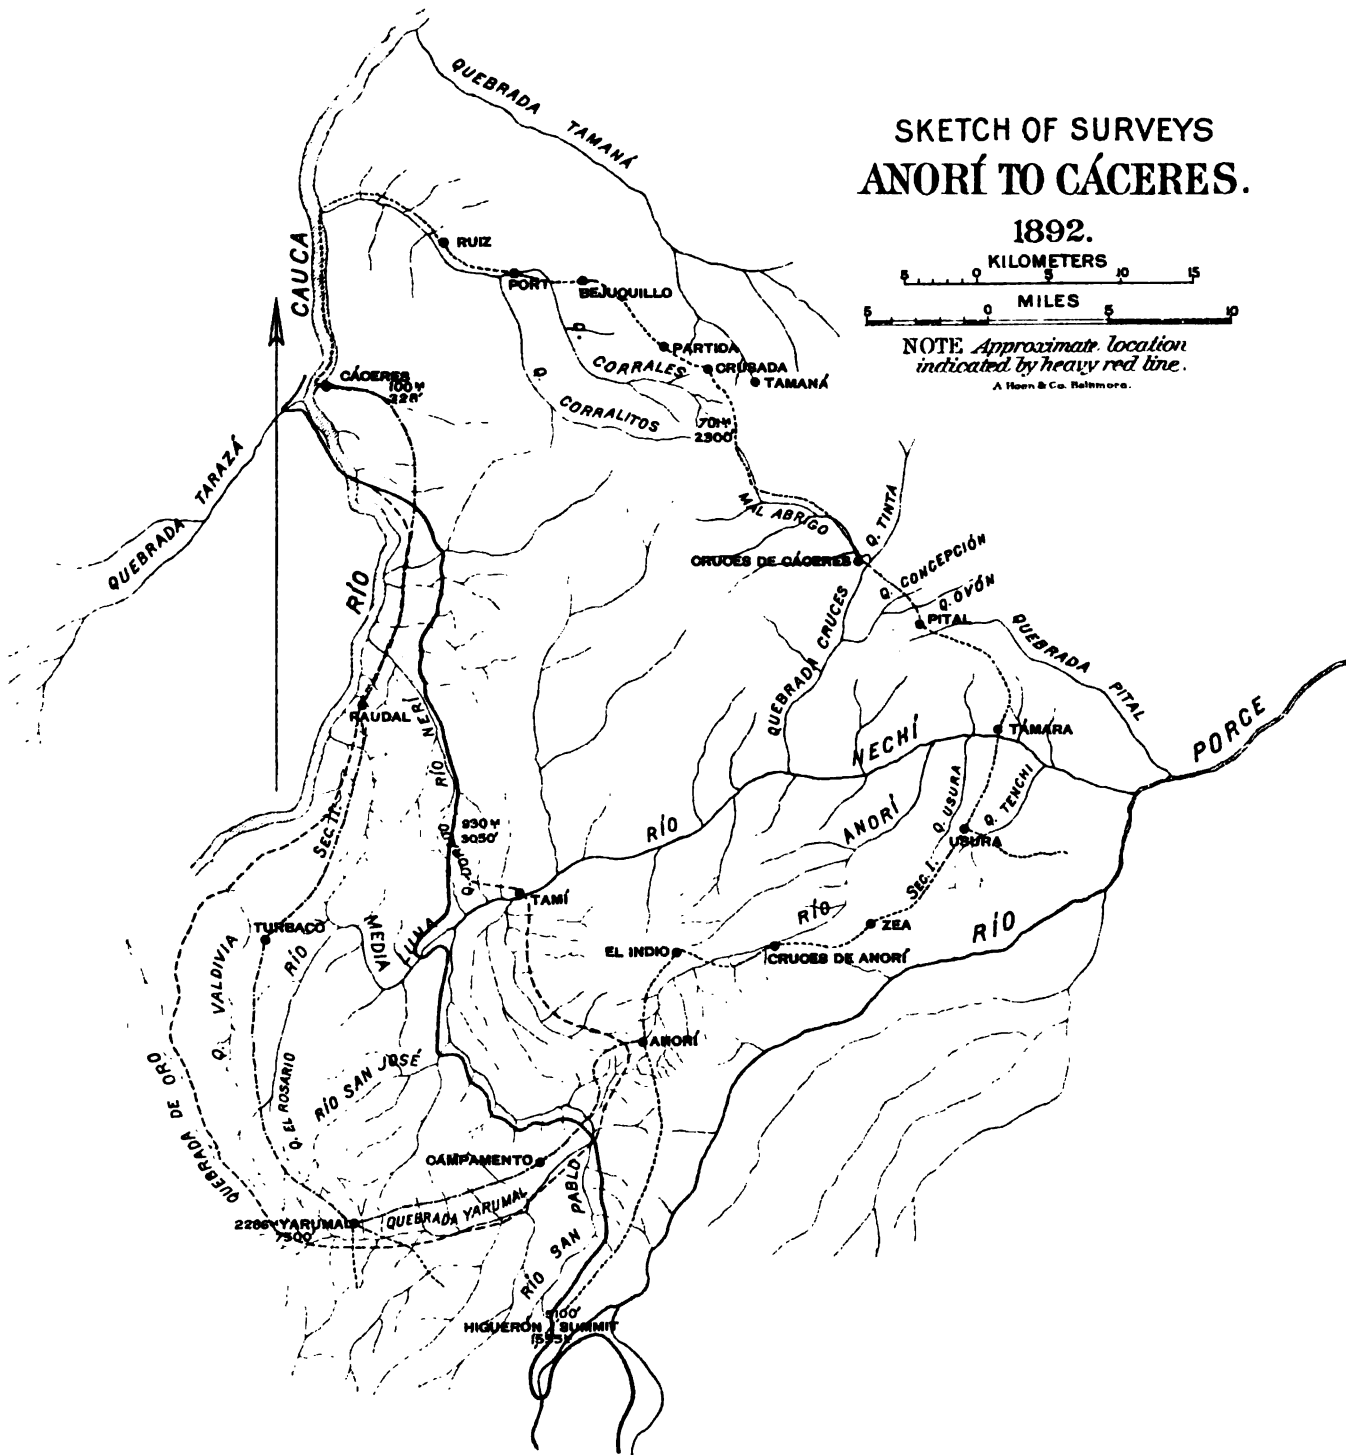 SKETCH OF SURVEYS
ANORÍ TO CÁCERES.
1892.
KILOMETERS
5 0 5 10 15
MILES
5 0 5 10
NOTE Approximate location
indicated by heavy red line.
A Hoen & Co. Baltimore.
QUEBRADA TAMANÁ
CAUCA
RUIZ
PORT
BEJUQUILLO
Q.
CORRALES
Q
CORRALITOS
PARTIDA
CRUSADA
TAMANÁ
CÁCERES
100M
328'
701M
2300'
QUEBRADA TARAZÁ
MAL ABRIGO
Q. TINTA
CRUCES DE CÁCERES
Q. CONCEPCIÓN
Q. OVÓN
PITAL
QUEBRADA PITAL
QUEBRADA CRUCES
RÍO
RAUDAL
RÍO NERÍ
TÁMARA
NECHÍ
PORCE
Q. USURA
Q. TENCHI
ANORÍ
RÍO
SEC. II.
930M
3050'
USURA
SEC. I.
TAMÍ
RÍO
ZEA
RÍO
TURBACO
RÍO
MEDIA LUNA
EL INDIO
CRUCES DE ANORÍ
Q. VALDIVIA
ANORÍ
QUEBRADA DE ORO
Q. EL ROSARIO
RÍO SAN JOSÉ
CAMPAMENTO
QUEBRADA YARUMAL
RÍO SAN PABLO
2286M YARUMAL
7500'
5100'
HIGUERON SUMMIT